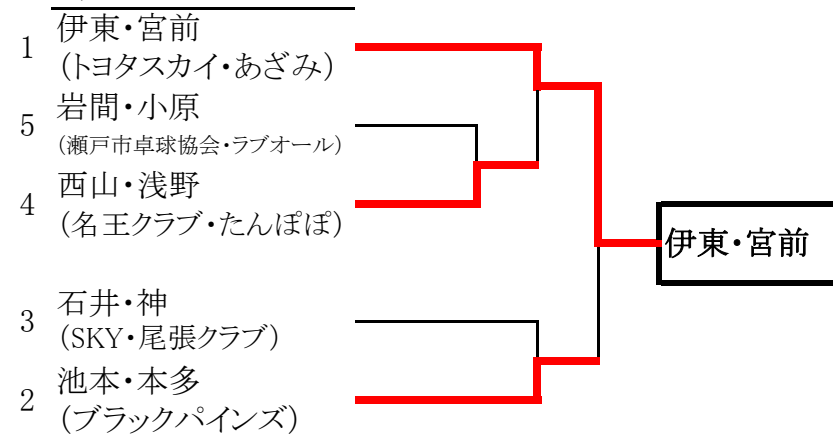 1
伊東・宮前
(トヨタスカイ・あざみ)
5
岩間・小原
(瀬戸市卓球協会・ラブオール)
4
西山・浅野
(名王クラブ・たんぽぽ)
伊東・宮前
3
石井・神
(SKY・尾張クラブ)
2
池本・本多
(ブラックパインズ)